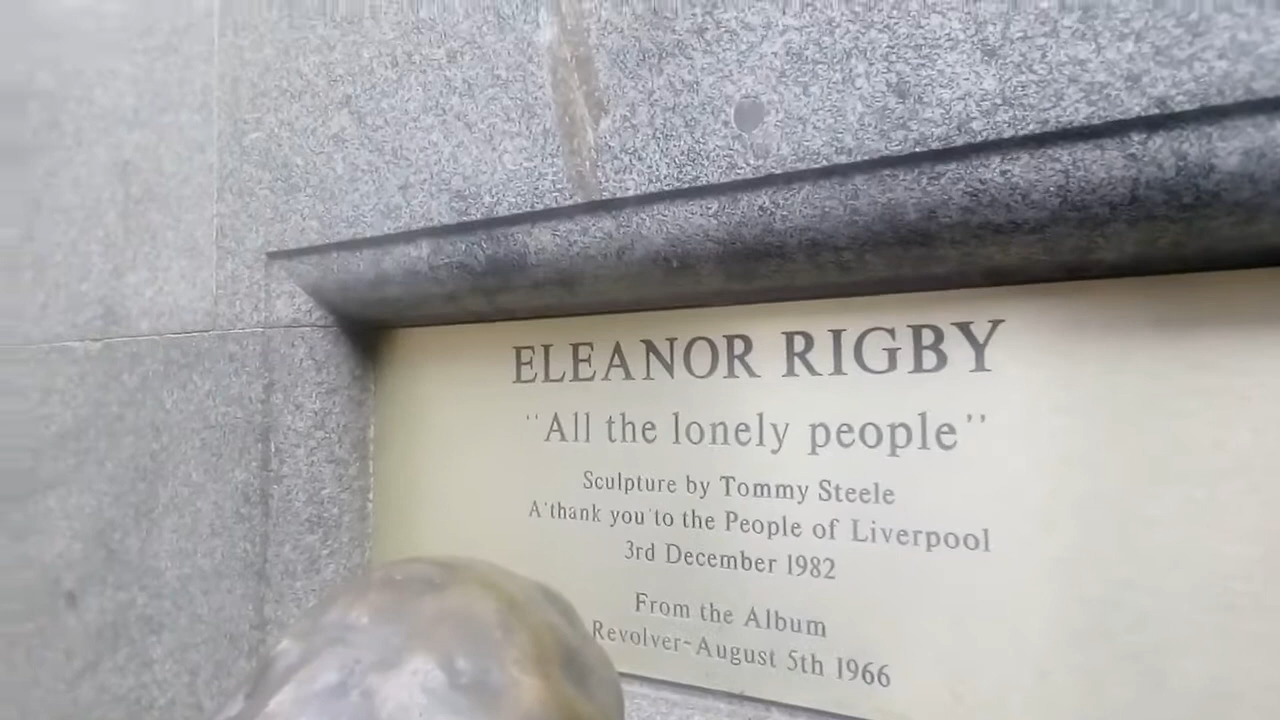 ELEANOR RIGBY
"All the lonely people"
Sculpture by Tommy Steele
A 'thank you' to the People of Liverpool
3rd December 1982
From the Album
Revolver-August 5th 1966